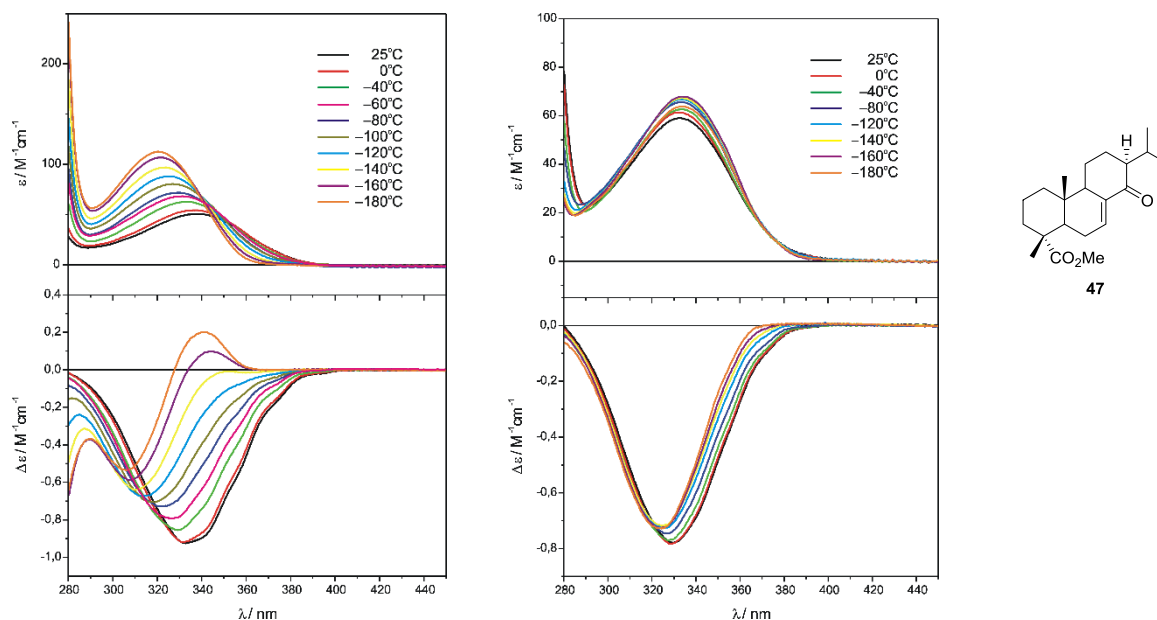 200
100
0
ε / M⁻¹cm⁻¹
25°C
0°C
–40°C
–60°C
–80°C
–100°C
–120°C
–140°C
–160°C
–180°C
0,4
0,2
0,0
-0,2
-0,4
-0,6
-0,8
-1,0
Δε / M⁻¹cm⁻¹
280 300 320 340 360 380 400 420 440
λ/ nm
100
80
60
40
20
0
ε/ M⁻¹cm⁻¹
25°C
0°C
–40°C
–80°C
–120°C
–140°C
–160°C
–180°C
0,0
-0,2
-0,4
-0,6
-0,8
Δε / M⁻¹cm⁻¹
280 300 320 340 360 380 400 420 440
λ/ nm
H
O
CO₂Me
47